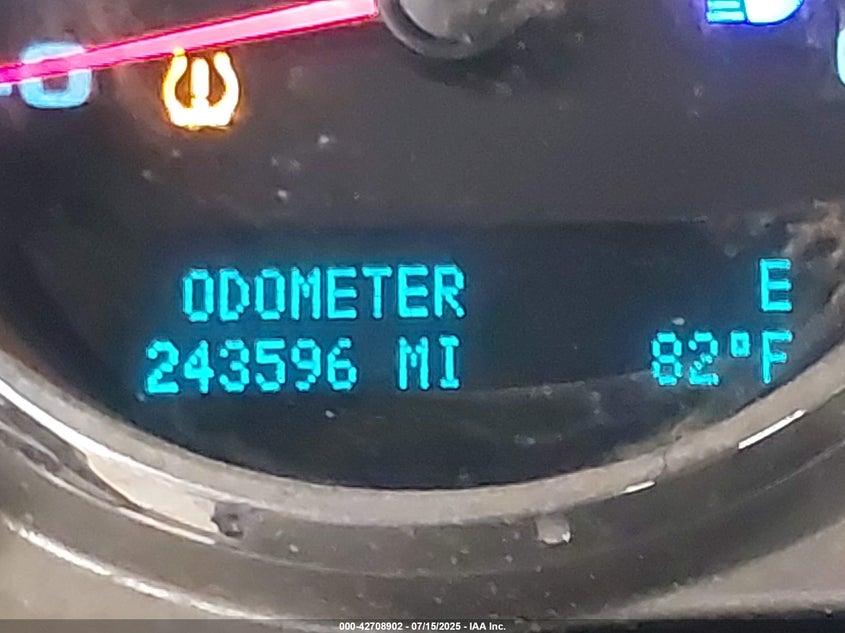 ODOMETER E
243596 MI 82°F
000-42708902 - 07/15/2025 - IAA Inc.